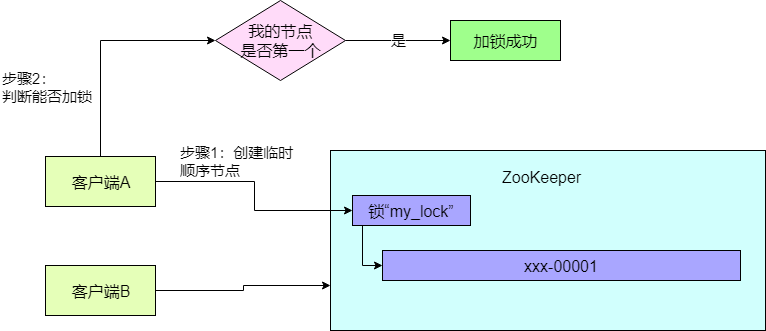 我的节点
是否第一个
是
加锁成功
步骤2：
判断能否加锁
步骤1：创建临时
顺序节点
客户端A
ZooKeeper
锁“my_lock”
xxx-00001
客户端B